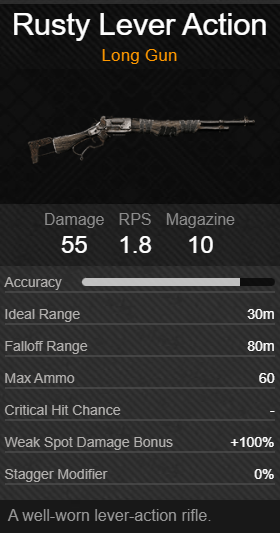 Rusty Lever Action
Long Gun
Damage RPS Magazine
55 1.8 10
Accuracy
Ideal Range 30m
Falloff Range 80m
Max Ammo 60
Critical Hit Chance -
Weak Spot Damage Bonus +100%
Stagger Modifier 0%
A well-worn lever-action rifle.